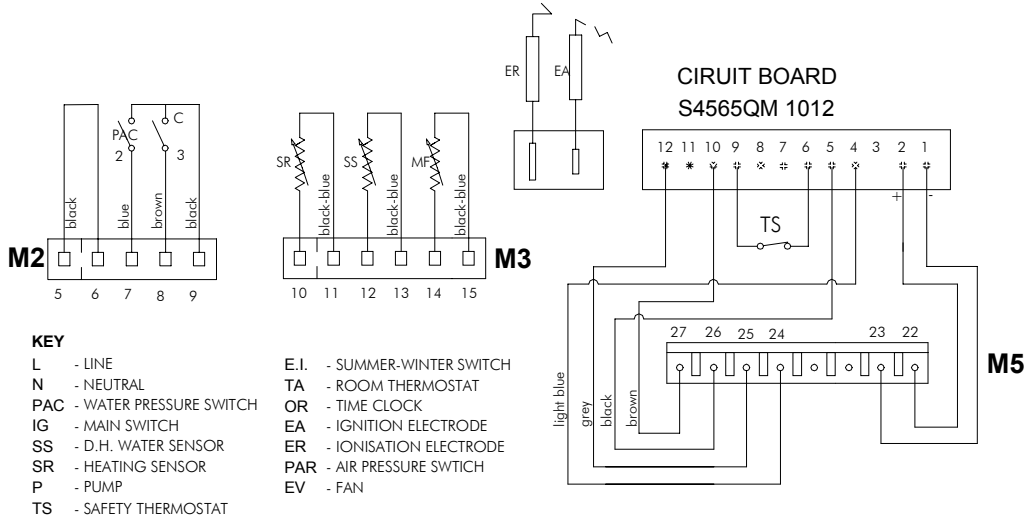 ER
EA
CIRUIT BOARD
S4565QM 1012
12 11 10 9 8 7 6 5 4 3 2 1
+ -
TS
PAC
C
2
3
black
blue
brown
black
M2
5 6 7 8 9
SR
SS
MF
black-blue
black-blue
black-blue
M3
10 11 12 13 14 15
27 26 25 24 23 22
M5
light blue
grey
black
brown
KEY
L - LINE
N - NEUTRAL
PAC - WATER PRESSURE SWITCH
IG - MAIN SWITCH
SS - D.H. WATER SENSOR
SR - HEATING SENSOR
P - PUMP
TS - SAFETY THERMOSTAT
E.I. - SUMMER-WINTER SWITCH
TA - ROOM THERMOSTAT
OR - TIME CLOCK
EA - IGNITION ELECTRODE
ER - IONISATION ELECTRODE
PAR - AIR PRESSURE SWTICH
EV - FAN